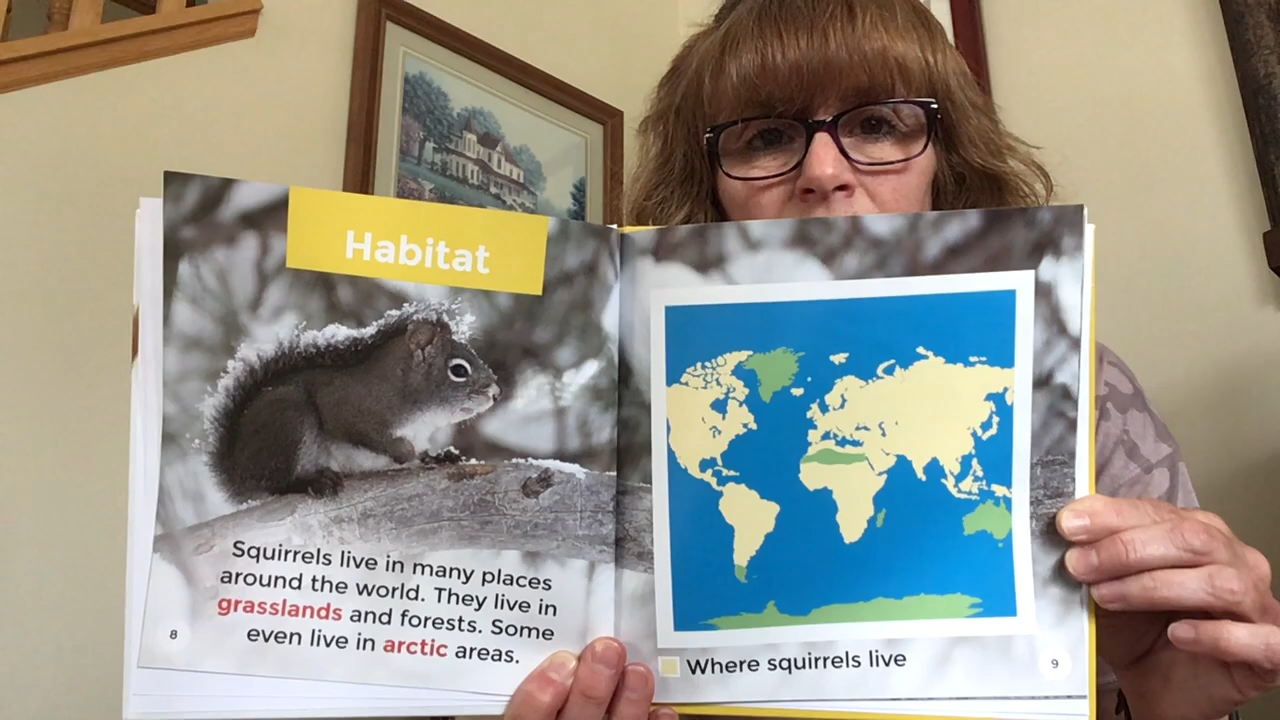 Habitat
Squirrels live in many places
around the world. They live in
grasslands and forests. Some
even live in arctic areas.
8
Where squirrels live
9